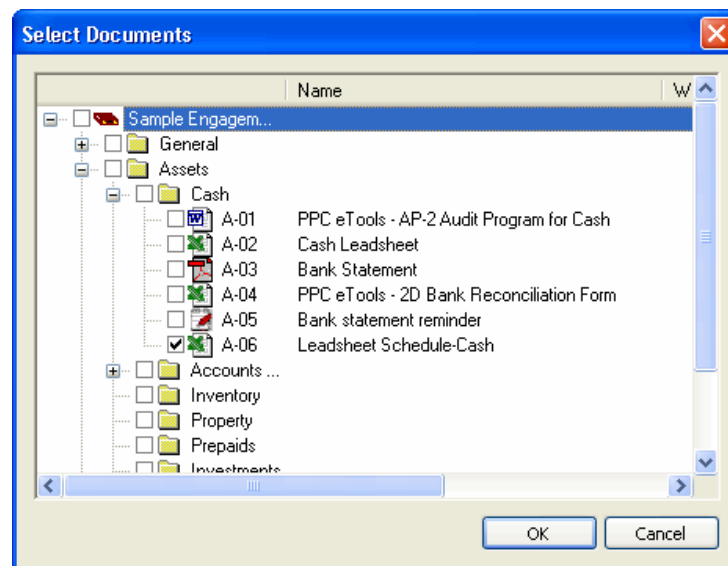 Select Documents
Name W
Sample Engagem...
General
Assets
Cash
A-01 PPC eTools - AP-2 Audit Program for Cash
A-02 Cash Leadsheet
A-03 Bank Statement
A-04 PPC eTools - 2D Bank Reconciliation Form
A-05 Bank statement reminder
A-06 Leadsheet Schedule-Cash
Accounts ...
Inventory
Property
Prepaids
Investments
OK Cancel